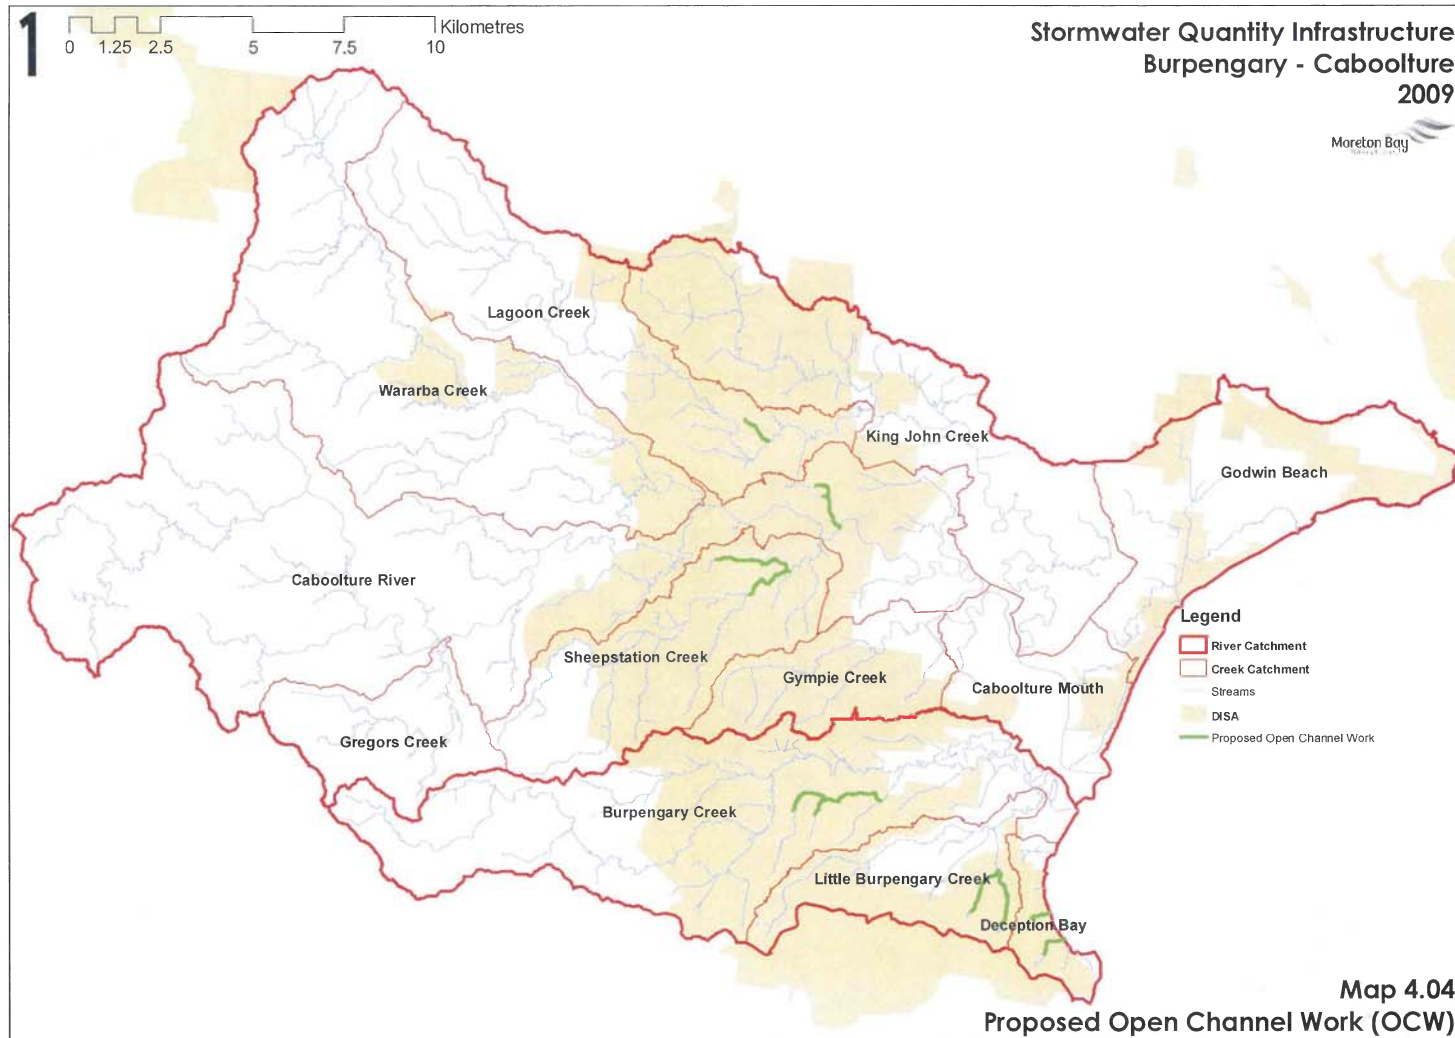 1
Kilometres
0 1.25 2.5 5 7.5 10
Stormwater Quantity Infrastructure
Burpengary - Caboolture
2009
Moreton Bay
Lagoon Creek
Wararba Creek
King John Creek
Godwin Beach
Caboolture River
Sheepstation Creek
Gympie Creek
Caboolture Mouth
Gregors Creek
Burpengary Creek
Little Burpengary Creek
Deception Bay
Legend
River Catchment
Creek Catchment
Streams
DISA
Proposed Open Channel Work
Map 4.04
Proposed Open Channel Work (OCW)